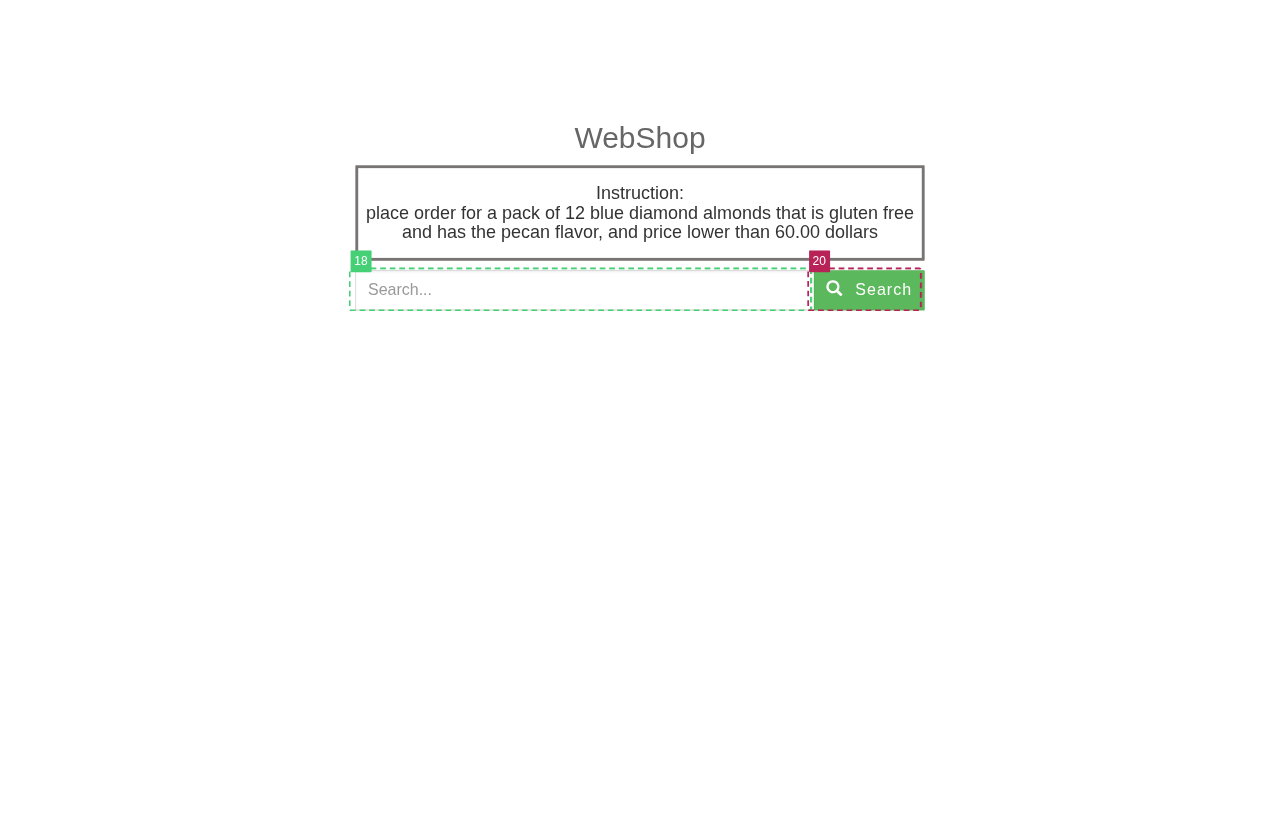 WebShop
Instruction:
place order for a pack of 12 blue diamond almonds that is gluten free
and has the pecan flavor, and price lower than 60.00 dollars
18
20
Search...
Search